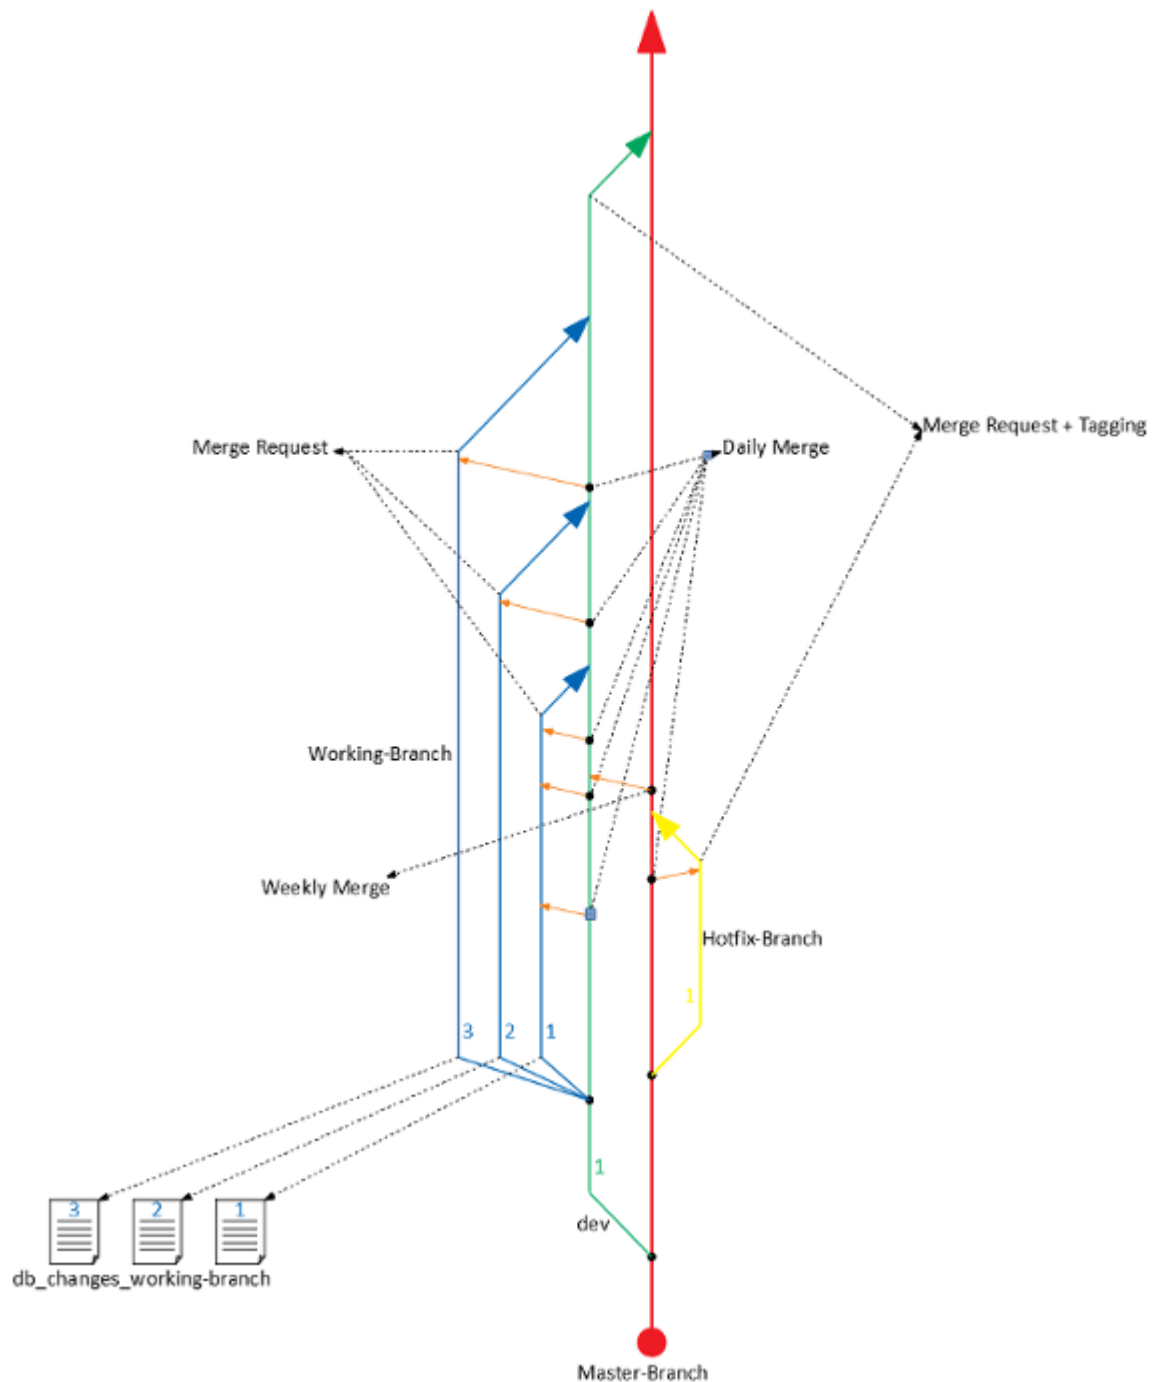 Merge Request + Tagging
Merge Request
Daily Merge
Working-Branch
Weekly Merge
Hotfix-Branch
1
3
2
1
1
3
2
1
dev
db_changes_working-branch
Master-Branch